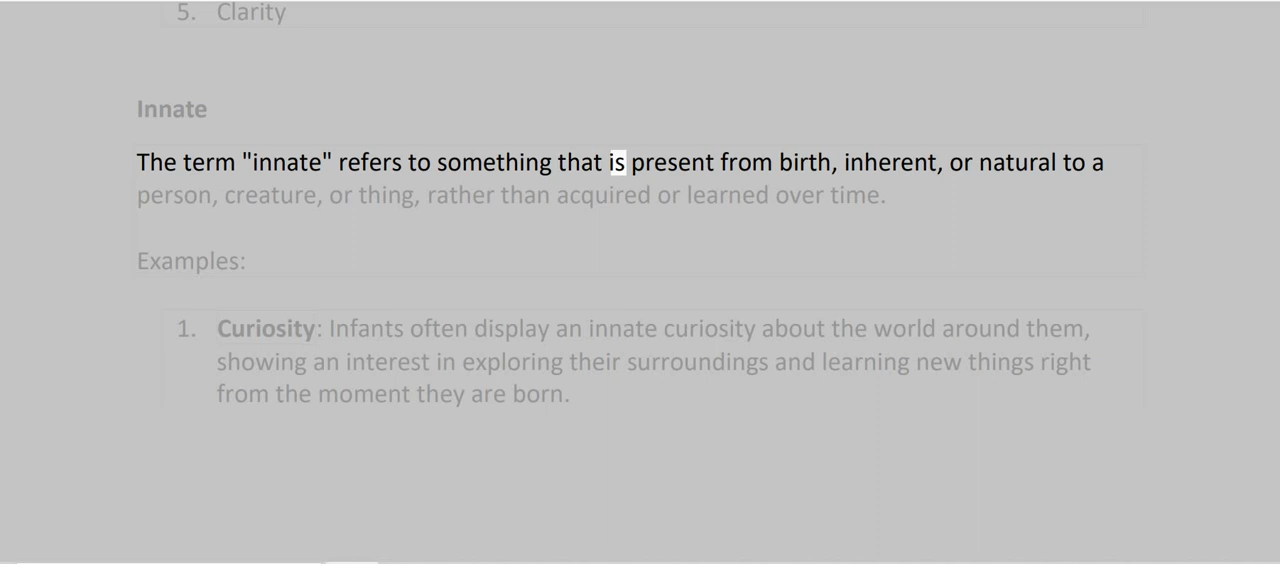 5. Clarity
Innate
The term "innate" refers to something that is present from birth, inherent, or natural to a
person, creature, or thing, rather than acquired or learned over time.
Examples:
1. Curiosity: Infants often display an innate curiosity about the world around them,
showing an interest in exploring their surroundings and learning new things right
from the moment they are born.